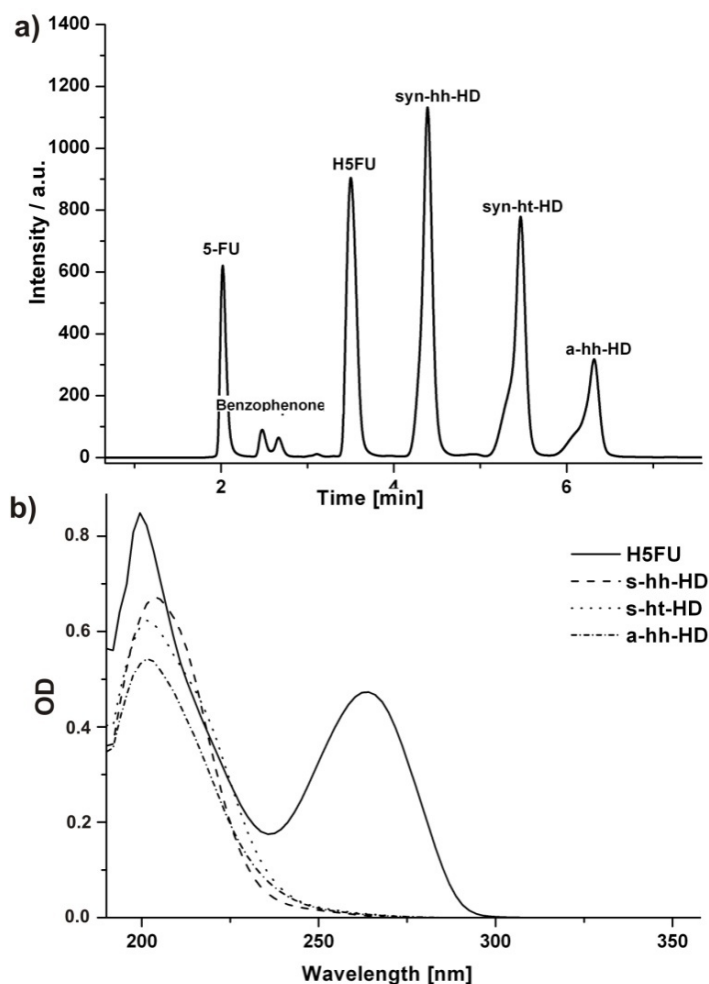 a)
1400
1200
1000
800
600
400
200
0
Intensity / a.u.
5-FU
Benzophenone
H5FU
syn-hh-HD
syn-ht-HD
a-hh-HD
2 4 6
Time [min]
b)
0.8
0.6
0.4
0.2
0.0
OD
H5FU
s-hh-HD
s-ht-HD
a-hh-HD
200 250 300 350
Wavelength [nm]